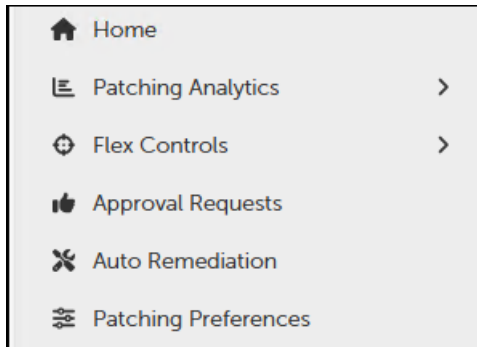 Home
Patching Analytics
Flex Controls
Approval Requests
Auto Remediation
Patching Preferences